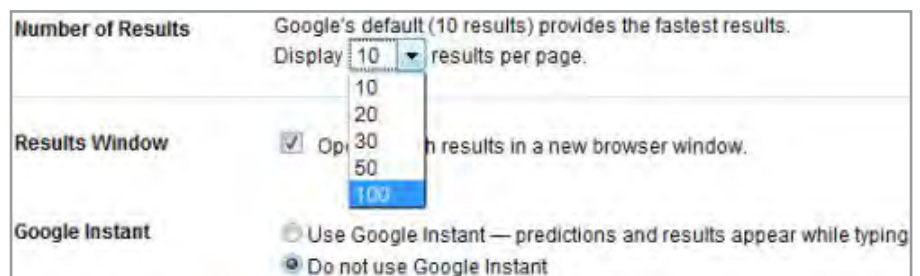 Number of Results Google's default (10 results) provides the fastest results.
Display 10 results per page.
10
20
Results Window Op h results in a new browser window.
30
50
100
Google Instant Use Google Instant — predictions and results appear while typing
Do not use Google Instant